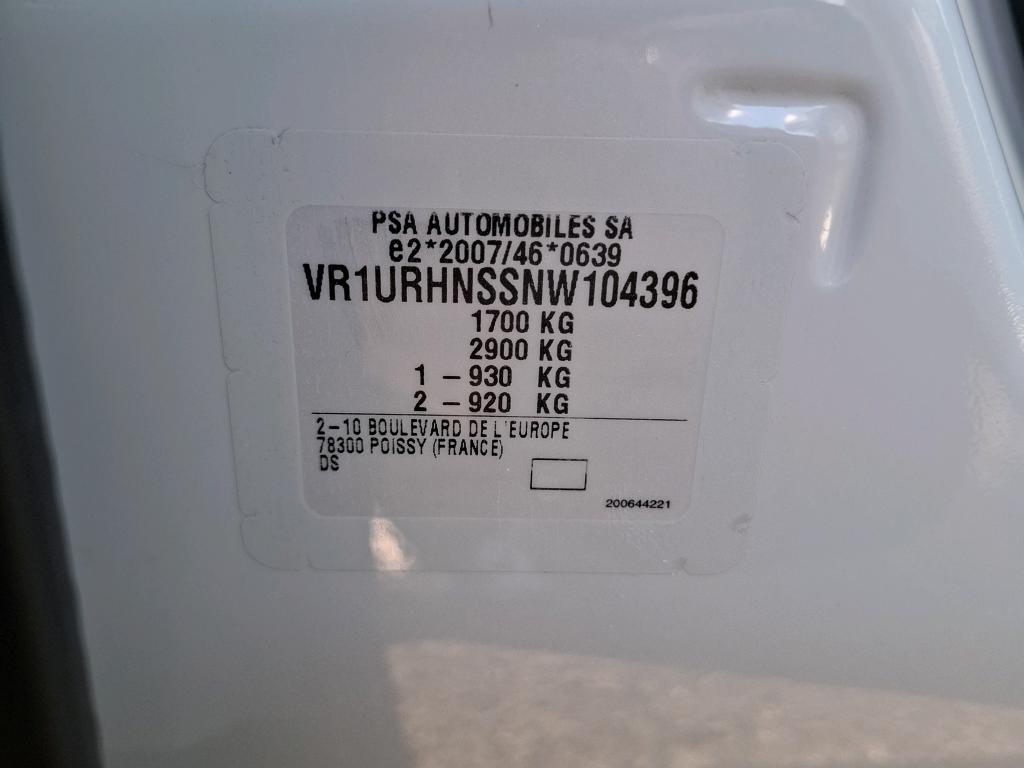 PSA AUTOMOBILES SA
e2*2007/46*0639
VR1URHNSSNW104396
1700 KG
2900 KG
1 – 930 KG
2 – 920 KG
2–10 BOULEVARD DE L'EUROPE
78300 POISSY (FRANCE)
DS
200644221